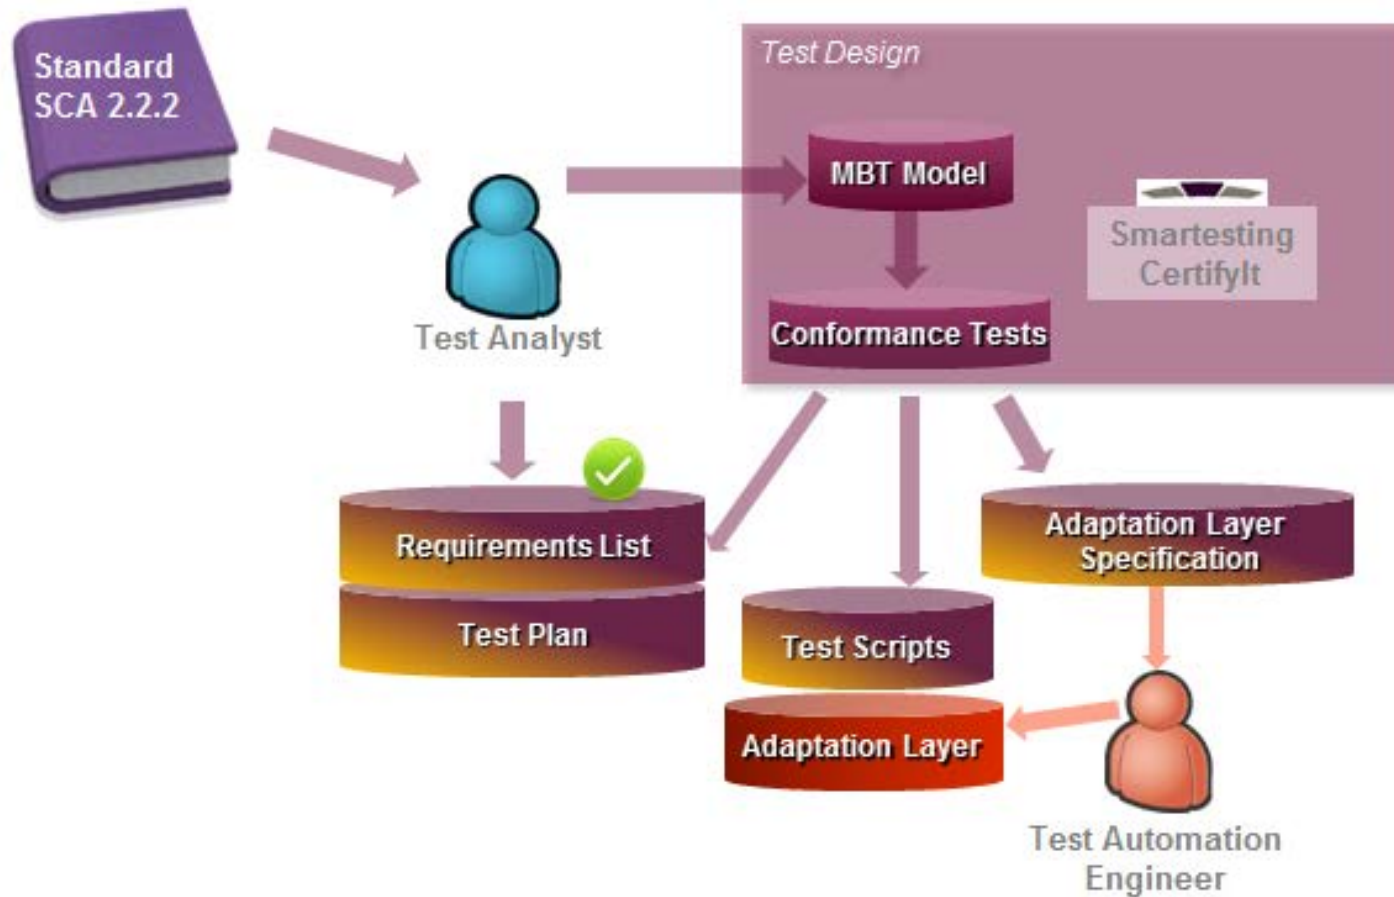 Standard
SCA 2.2.2
Test Design
MBT Model
Smartesting
CertifyIt
Conformance Tests
Test Analyst
Requirements List
Test Plan
Adaptation Layer
Specification
Test Scripts
Adaptation Layer
Test Automation
Engineer